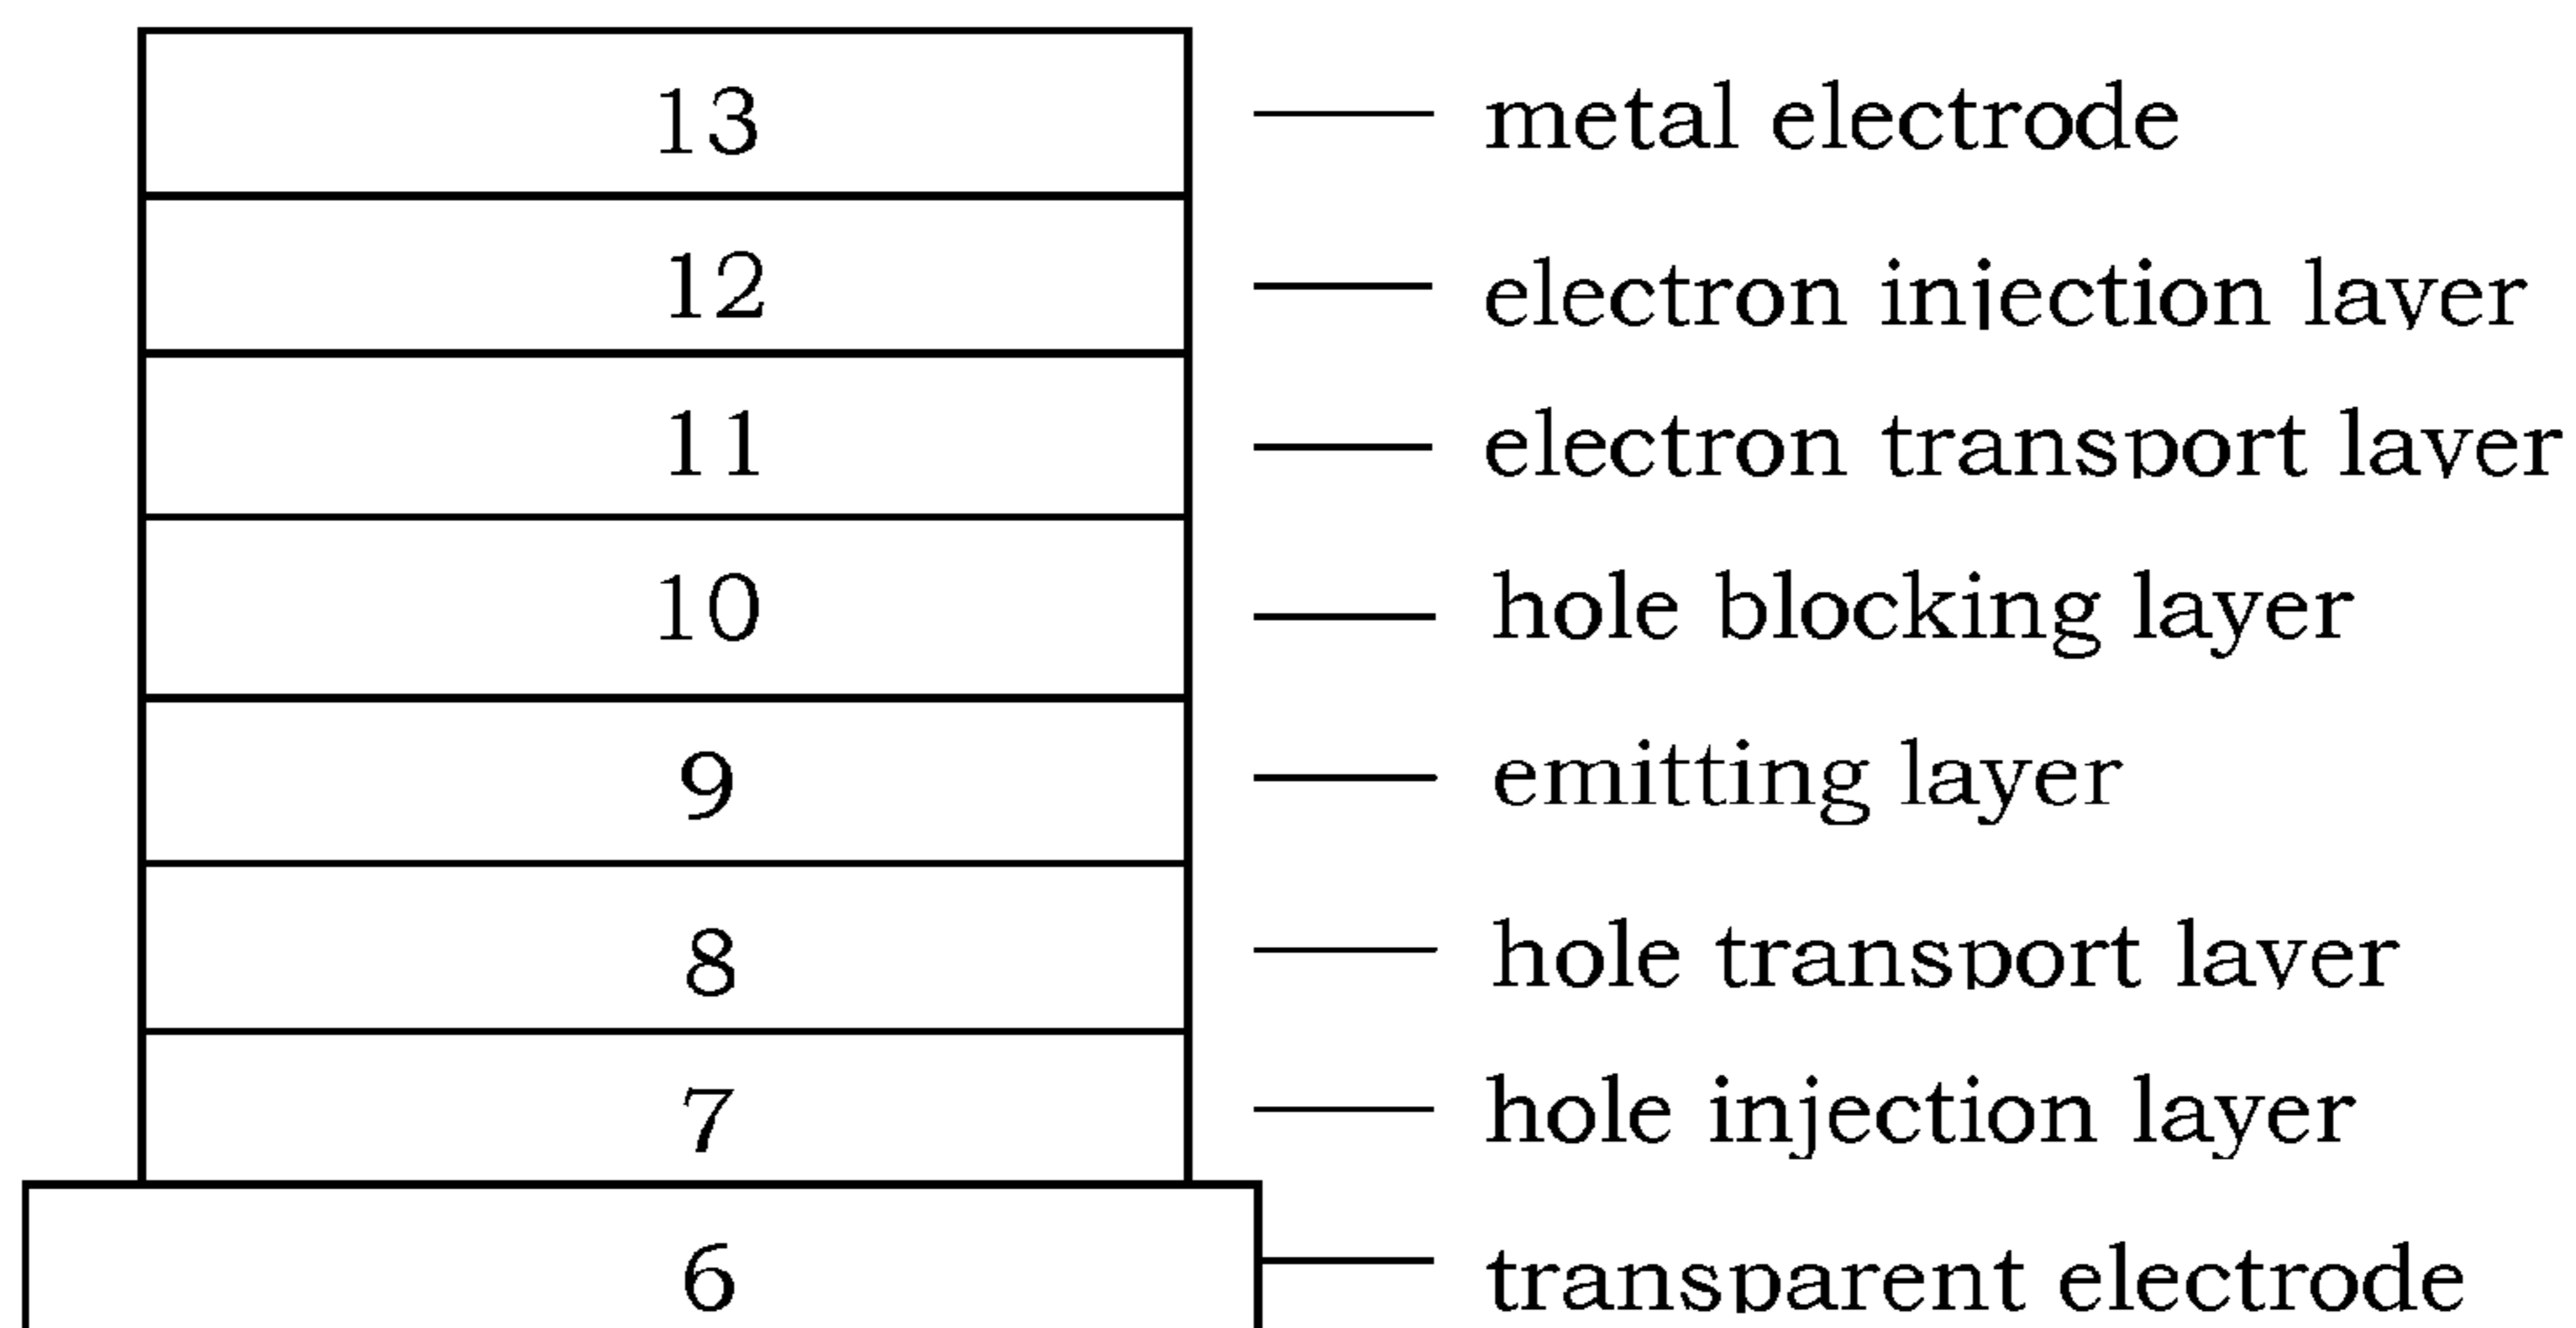 13 metal electrode
12 electron injection layer
11 electron transport layer
10 hole blocking layer
9 emitting layer
8 hole transport layer
7 hole injection layer
6 transparent electrode